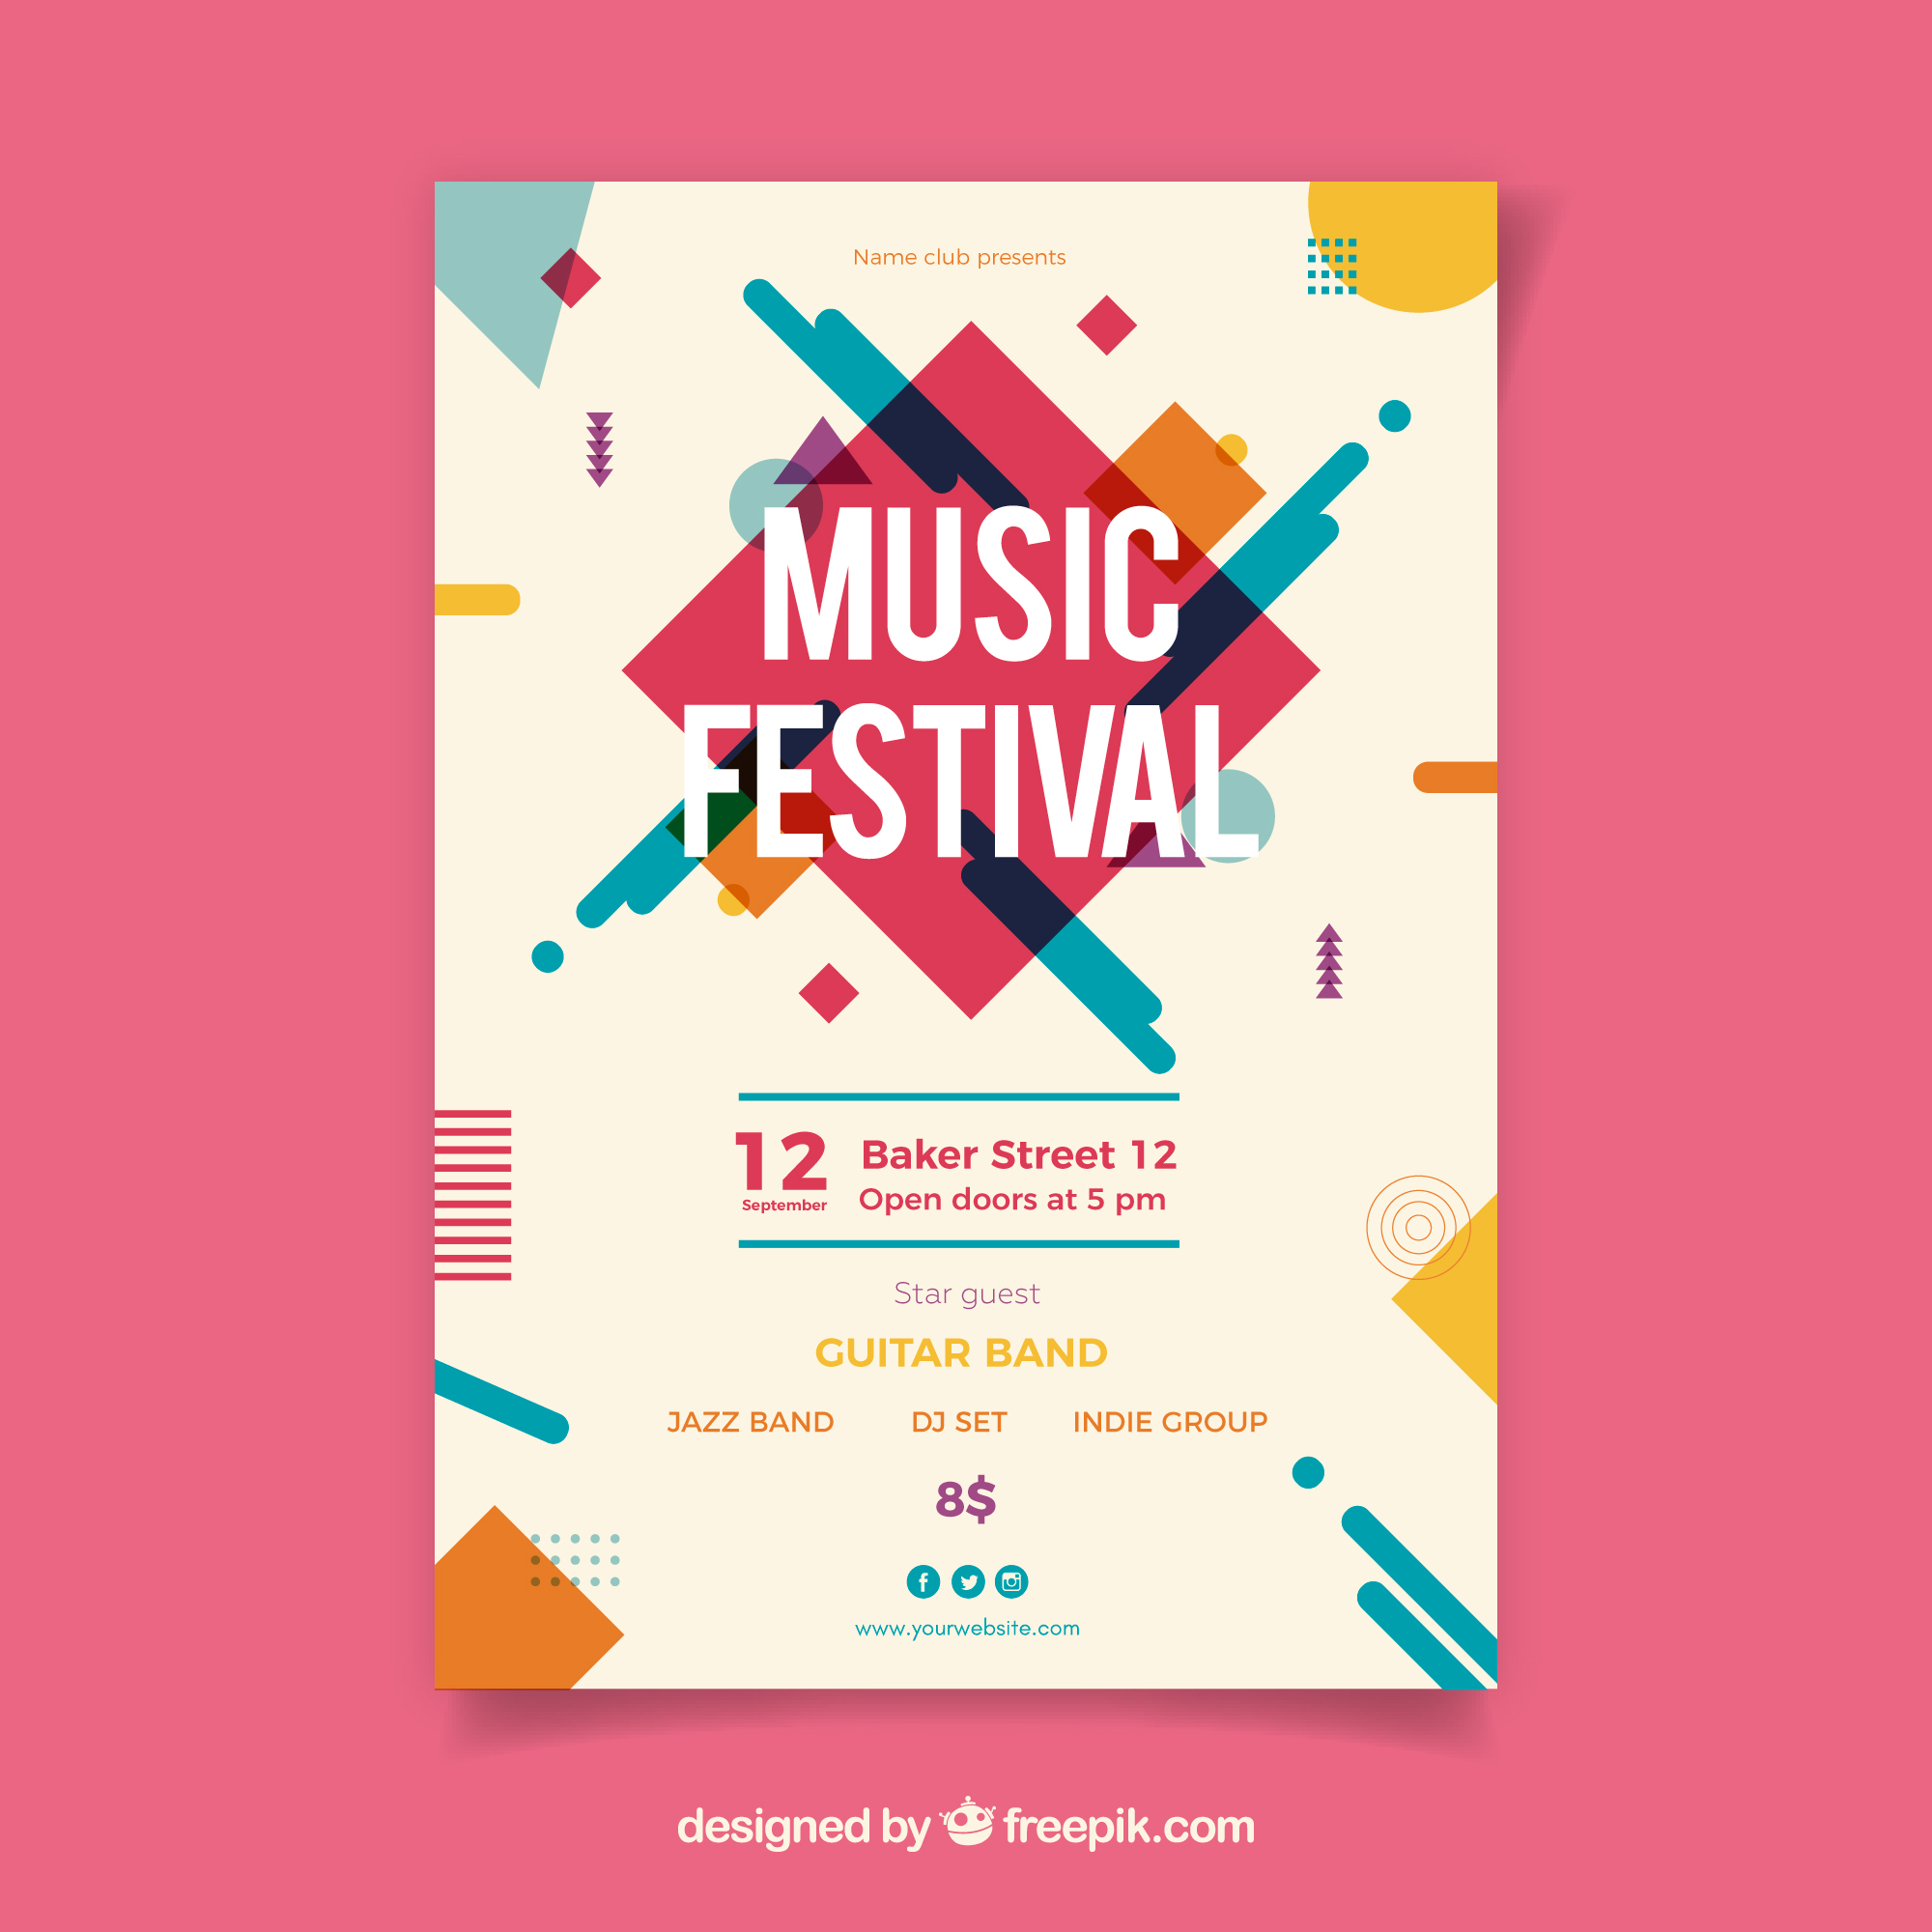 Name club presents
MUSIC
FESTIVAL
12
September
Baker Street 12
Open doors at 5 pm
Star guest
GUITAR BAND
JAZZ BAND DJ SET INDIE GROUP
8$
www.yourwebsite.com
designed by freepik.com